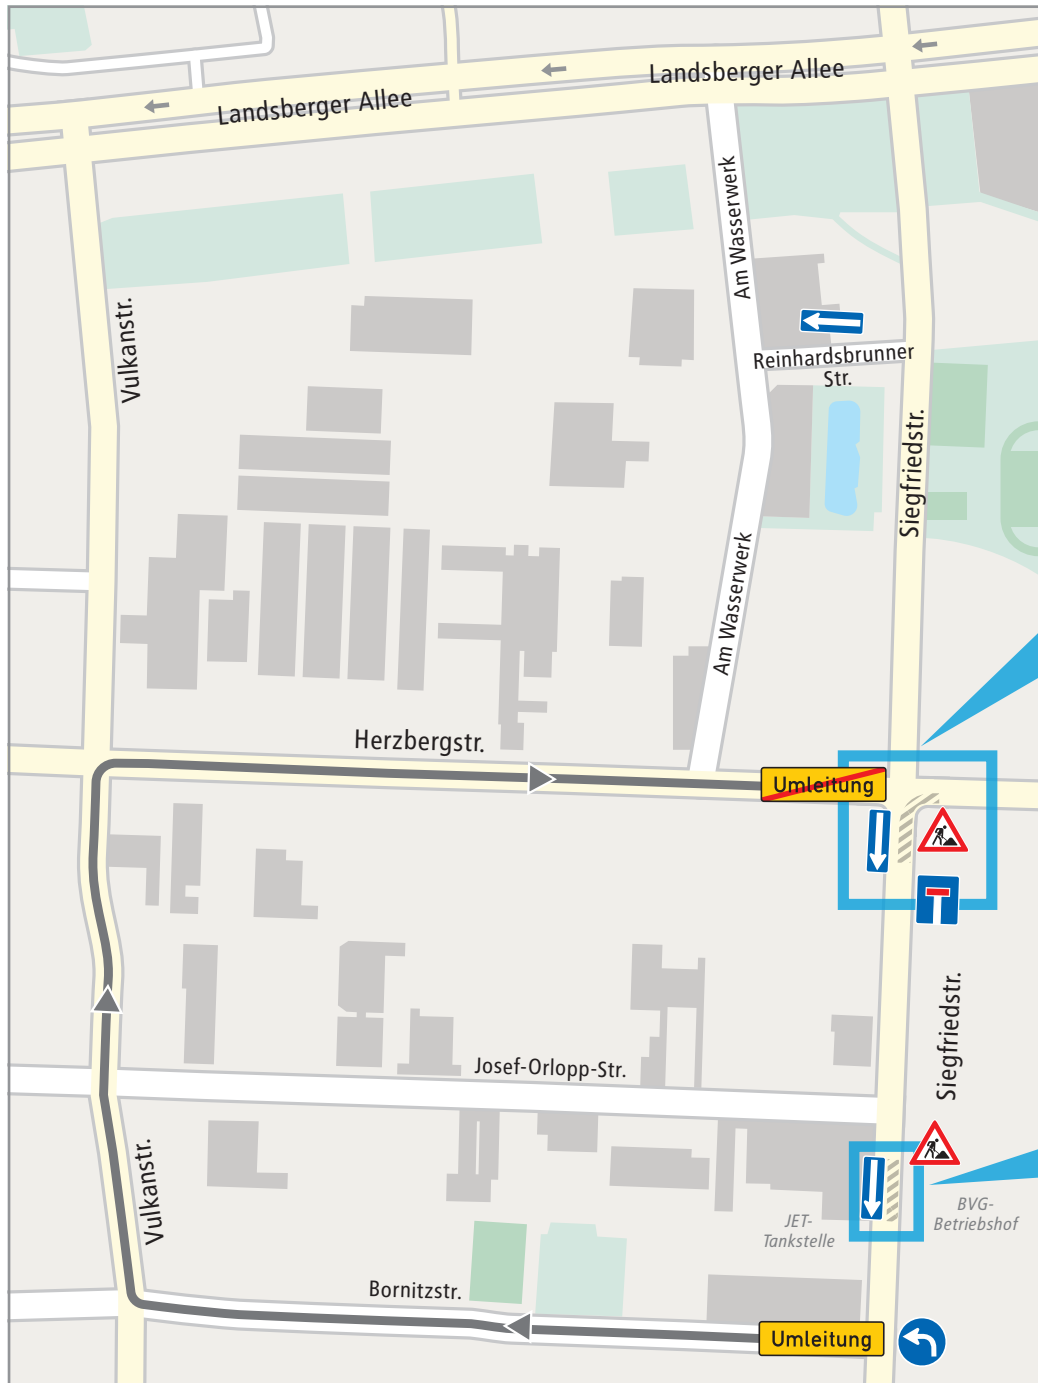 Landsberger Allee
Landsberger Allee
Am Wasserwerk
Vulkanstr.
Reinhardsbrunner
Str.
Siegfriedstr.
Am Wasserwerk
Herzbergstr.
Umleitung
Siegfriedstr.
Josef-Orlopp-Str.
Vulkanstr.
JET-
Tankstelle
BVG-
Betriebshof
Bornitzstr.
Umleitung